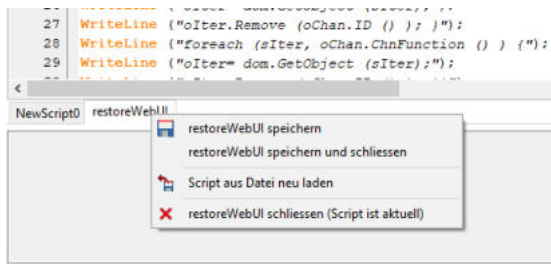 27 WriteLine ("oIter.Remove (oChan.ID () ); }");
28 WriteLine ("foreach (sIter, oChan.ChnFunction () ) {");
29 WriteLine ("oIter= dom.GetObject (sIter);");
NewScript0 restoreWebUI
restoreWebUI speichern
restoreWebUI speichern und schliessen
Script aus Datei neu laden
restoreWebUI schliessen (Script ist aktuell)